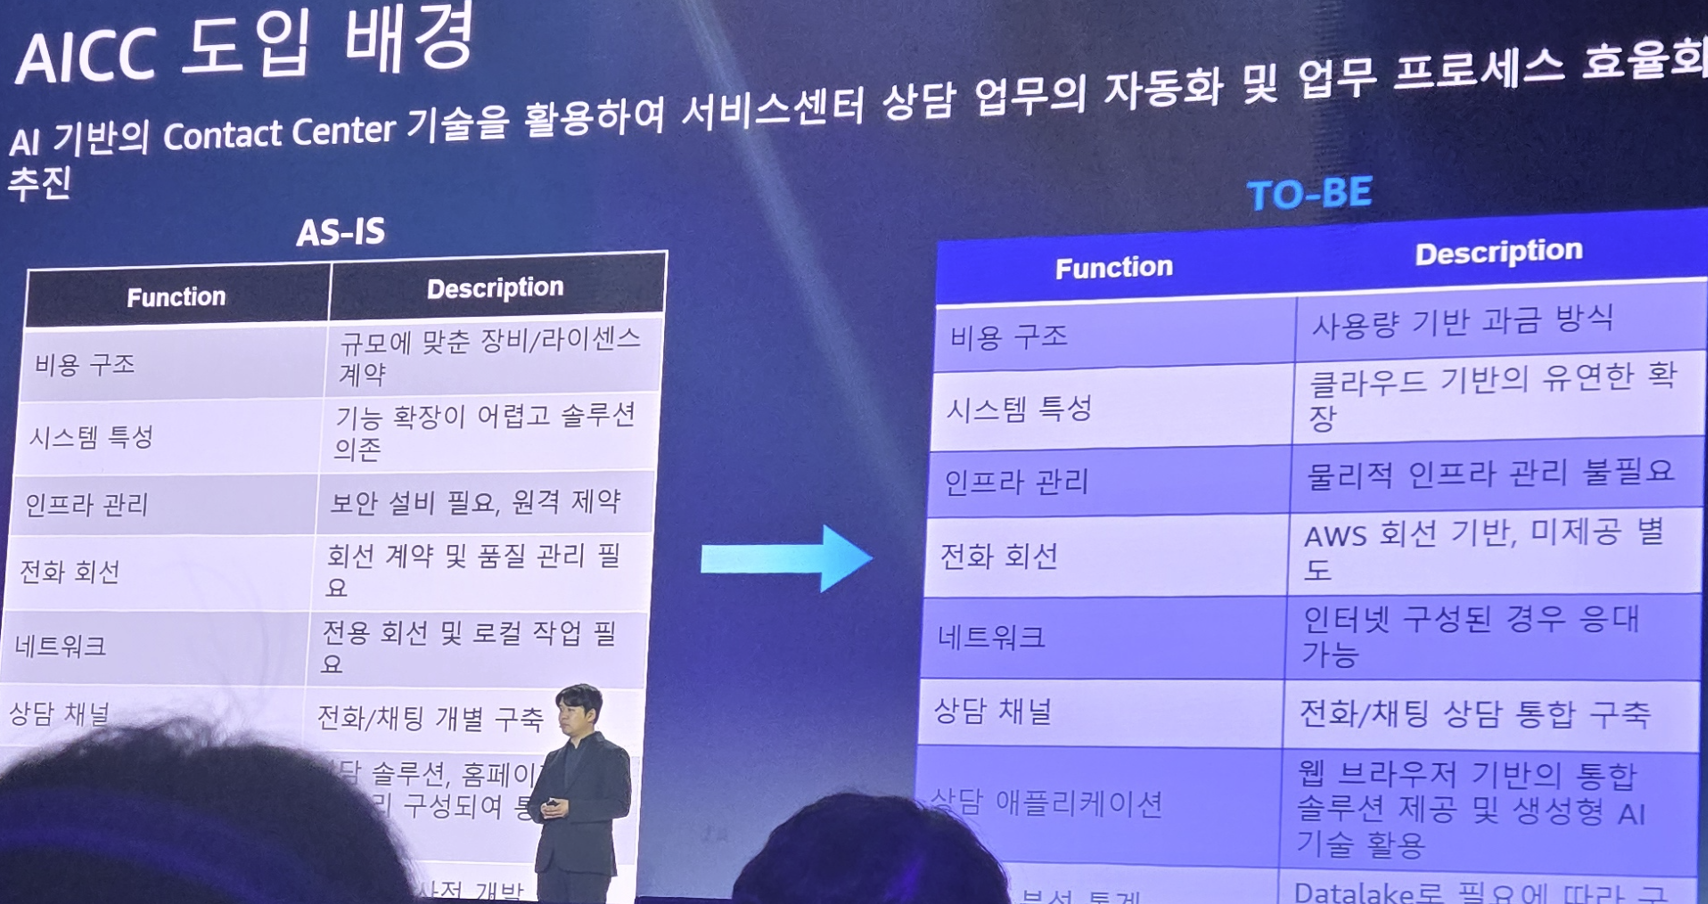 AICC 도입 배경
AI 기반의 Contact Center 기술을 활용하여 서비스센터 상담 업무의 자동화 및 업무 프로세스 효율화
추진
AS-IS
Function Description
비용 구조 규모에 맞춘 장비/라이센스
계약
시스템 특성 기능 확장이 어렵고 솔루션
의존
인프라 관리 보안 설비 필요, 원격 제약
전화 회선 회선 계약 및 품질 관리 필
요
네트워크 전용 회선 및 로컬 작업 필
요
상담 채널 전화/채팅 개별 구축
솔루션, 홈페이
구성되여
개발
TO-BE
Function Description
비용 구조 사용량 기반 과금 방식
시스템 특성 클라우드 기반의 유연한 확
장
인프라 관리 물리적 인프라 관리 불필요
전화 회선 AWS 회선 기반, 미제공 별
도
네트워크 인터넷 구성된 경우 응대
가능
상담 채널 전화/채팅 상담 통합 구축
상담 애플리케이션 웹 브라우저 기반의 통합
솔루션 제공 및 생성형 AI
기술 활용
분석 통계 Datalake로 필요에 따라 구